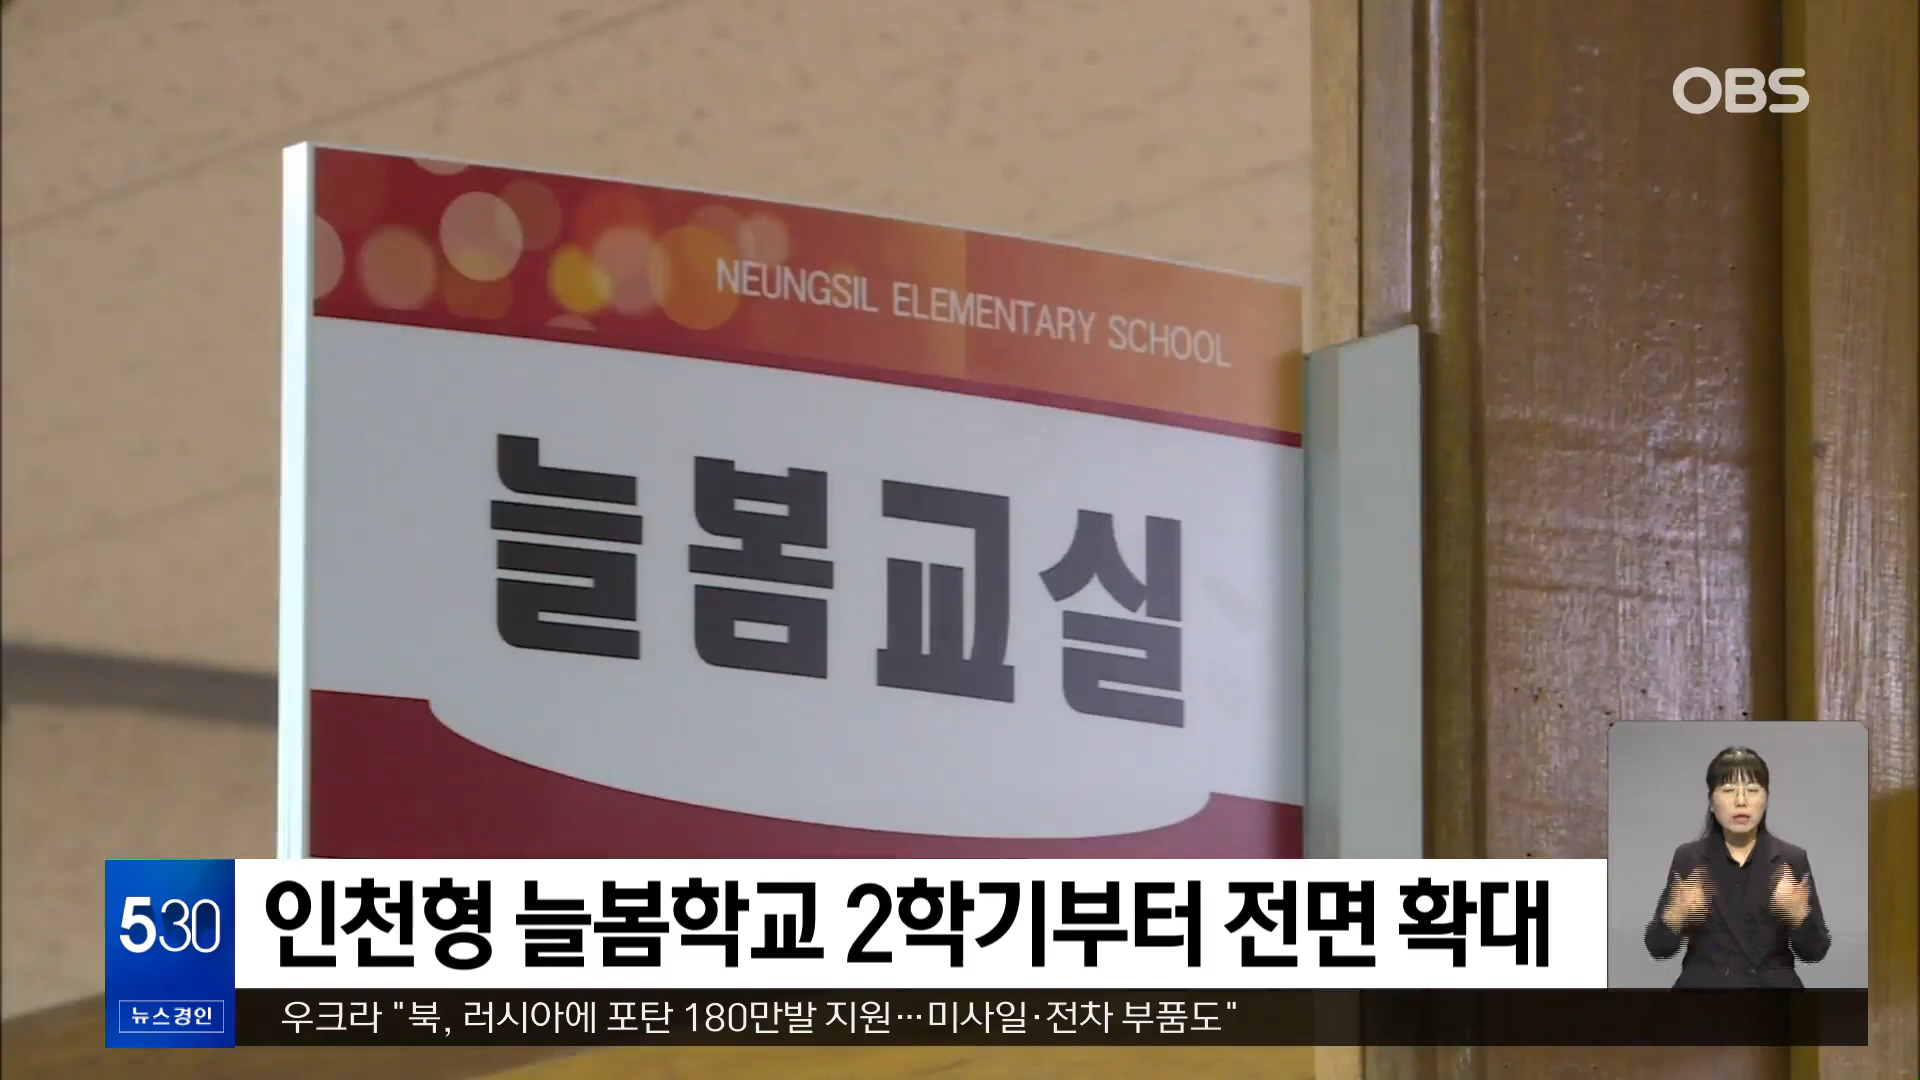 OBS
NEUNGSIL ELEMENTARY SCHOOL
늘봄교실
530
인천형 늘봄학교 2학기부터 전면 확대
뉴스경인
우크라 "북, 러시아에 포탄 180만발 지원…미사일·전차 부품도"